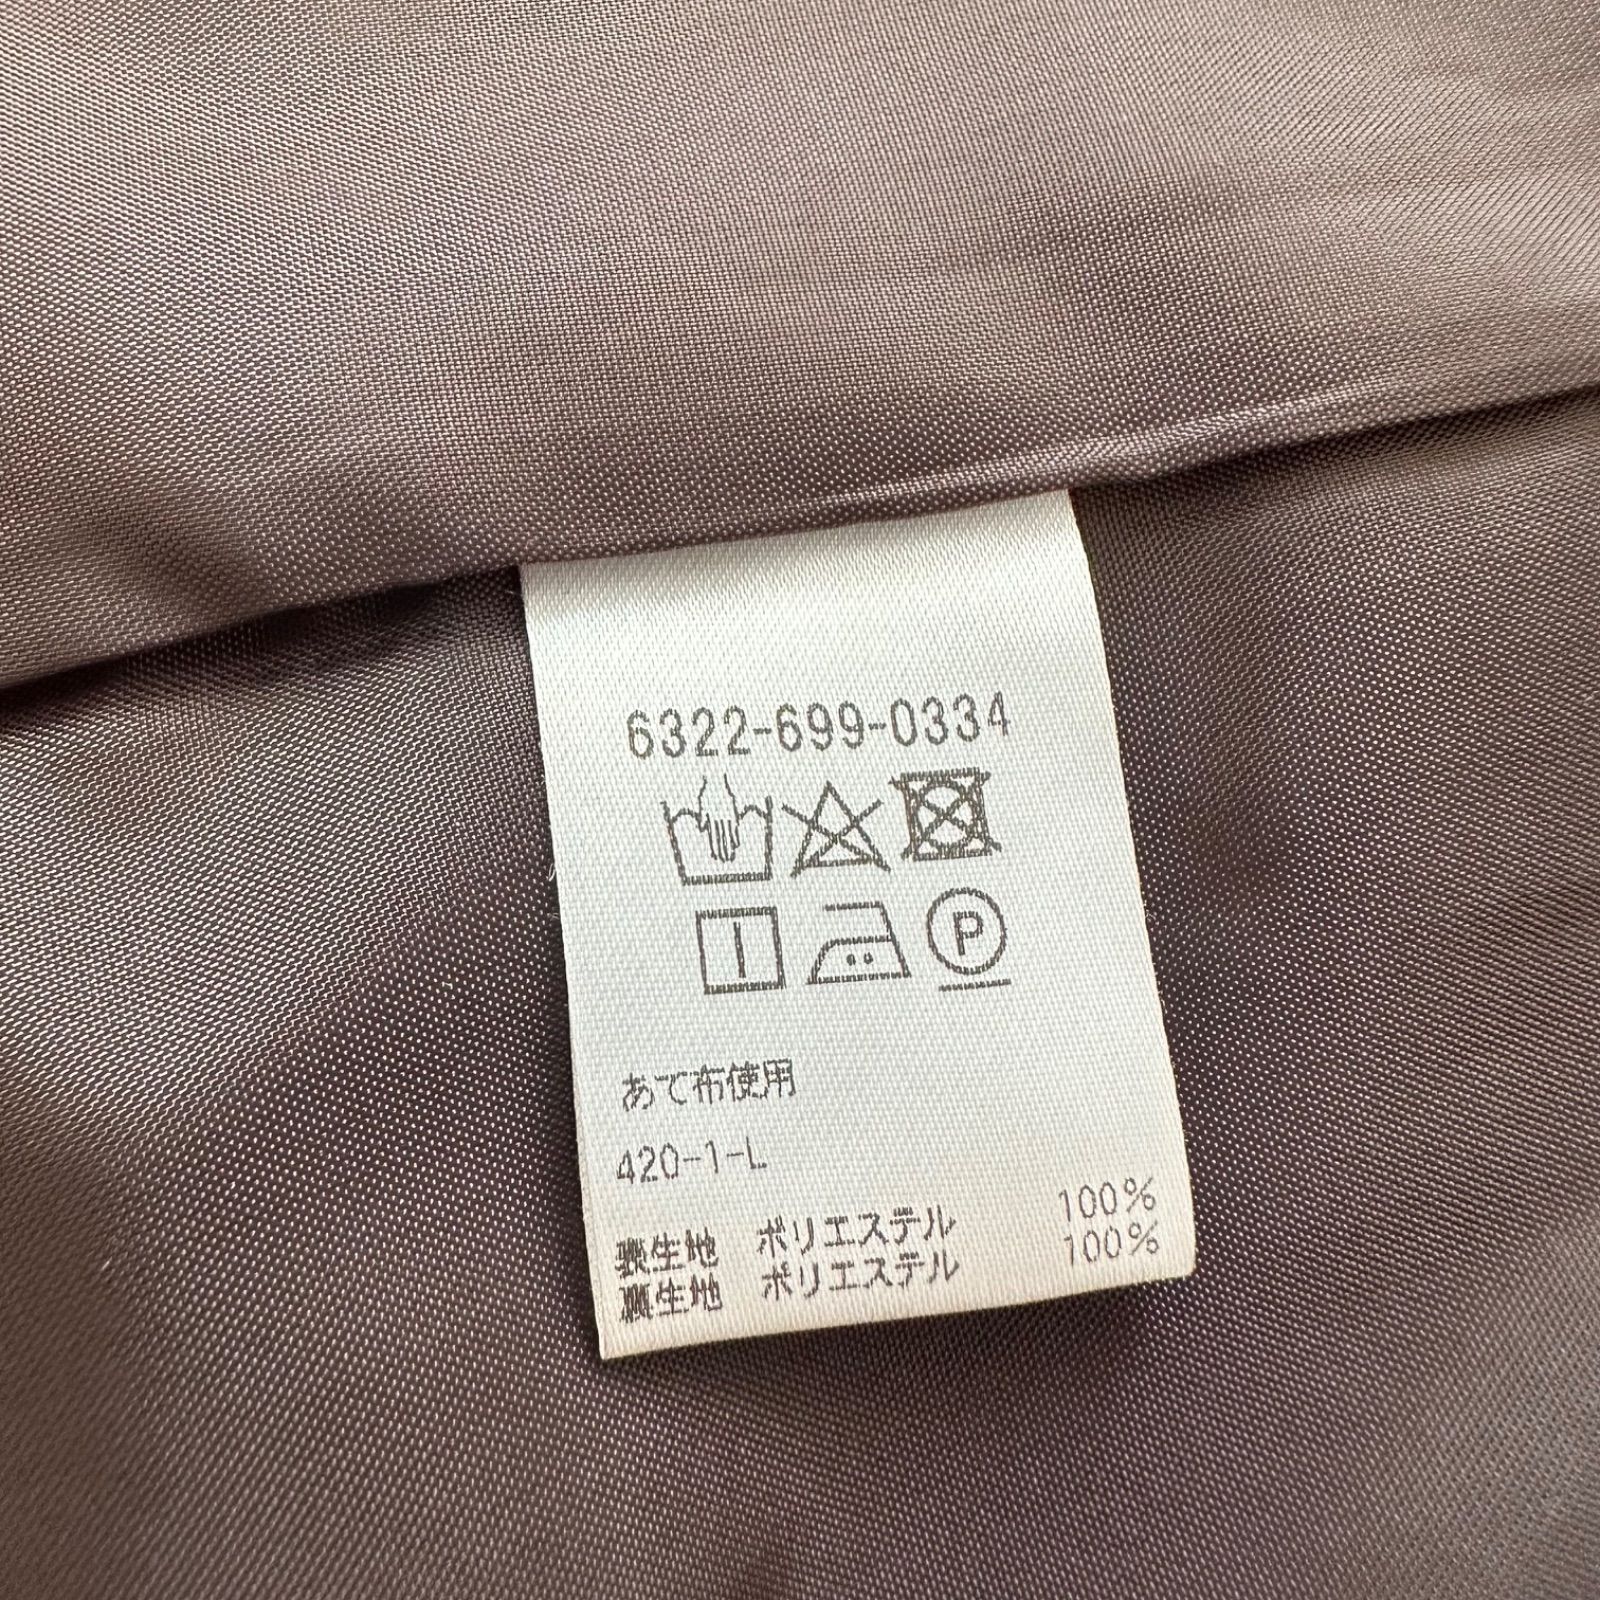 6322-699-0334
P
あて布使用
420-1-L
表生地 ポリエステル 100%
裏生地 ポリエステル 100%